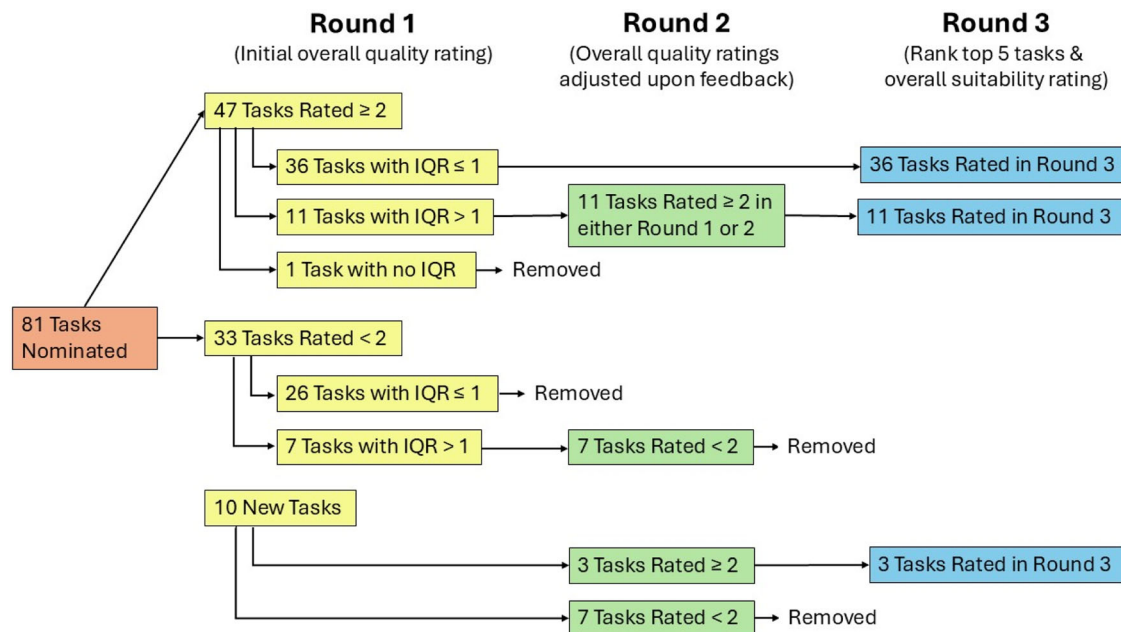 Round 1
(Initial overall quality rating)
Round 2
(Overall quality ratings
adjusted upon feedback)
Round 3
(Rank top 5 tasks &
overall suitability rating)
47 Tasks Rated ≥ 2
36 Tasks with IQR ≤ 1
36 Tasks Rated in Round 3
11 Tasks with IQR > 1
11 Tasks Rated ≥ 2 in
either Round 1 or 2
11 Tasks Rated in Round 3
1 Task with no IQR
Removed
81 Tasks
Nominated
33 Tasks Rated < 2
26 Tasks with IQR ≤ 1
Removed
7 Tasks with IQR > 1
7 Tasks Rated < 2
Removed
10 New Tasks
3 Tasks Rated ≥ 2
3 Tasks Rated in Round 3
7 Tasks Rated < 2
Removed